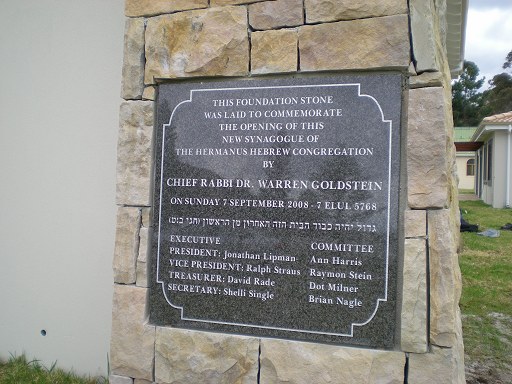 THIS FOUNDATION STONE
WAS LAID TO COMMEMORATE
THE OPENING OF THIS
NEW SYNAGOGUE OF
THE HERMANUS HEBREW CONGREGATION
BY
CHIEF RABBI DR. WARREN GOLDSTEIN
ON SUNDAY 7 SEPTEMBER 2008 - 7 ELUL 5768
גדול יהיה כבוד הבית הזה האחרון מן הראשון (חגי ב:ט)
EXECUTIVE
PRESIDENT: Jonathan Lipman
VICE PRESIDENT: Ralph Straus
TREASURER: David Rade
SECRETARY: Shelli Single
COMMITTEE
Ann Harris
Raymon Stein
Dot Milner
Brian Nagle